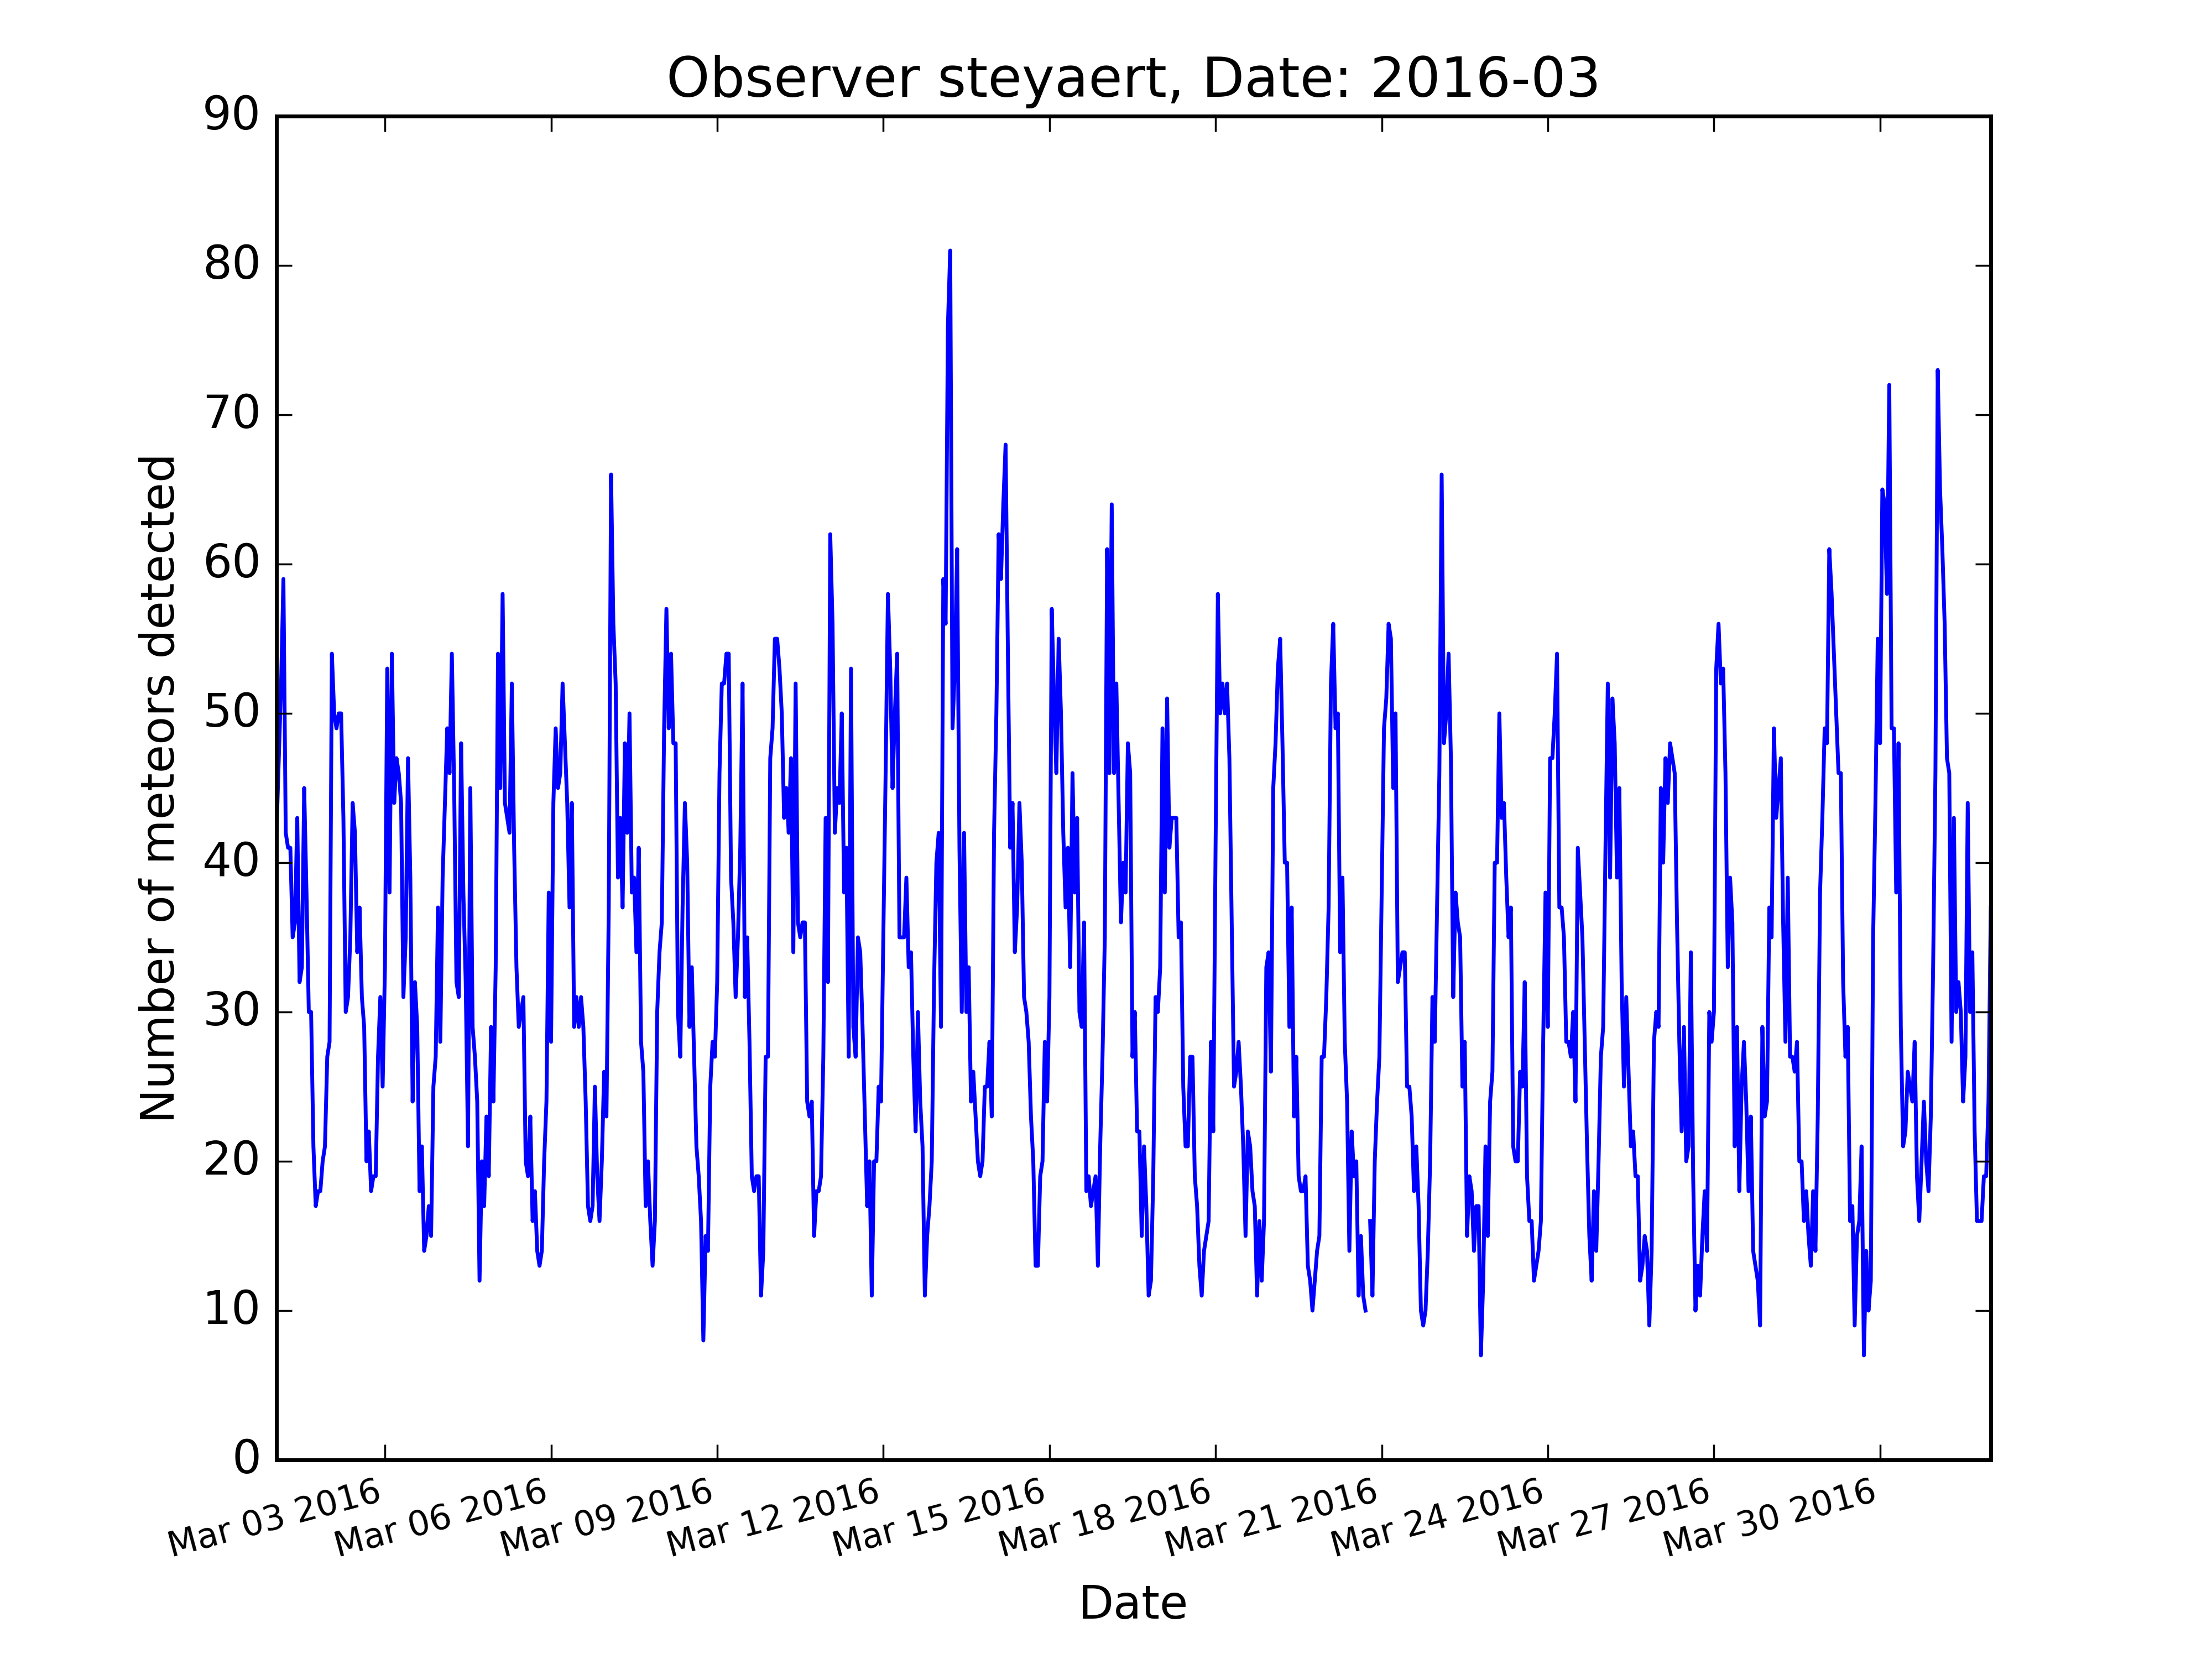 Observer steyaert, Date: 2016-03
Number of meteors detected
90
80
70
60
50
40
30
20
10
0
Mar 03 2016
Mar 06 2016
Mar 09 2016
Mar 12 2016
Mar 15 2016
Mar 18 2016
Mar 21 2016
Mar 24 2016
Mar 27 2016
Mar 30 2016
Date